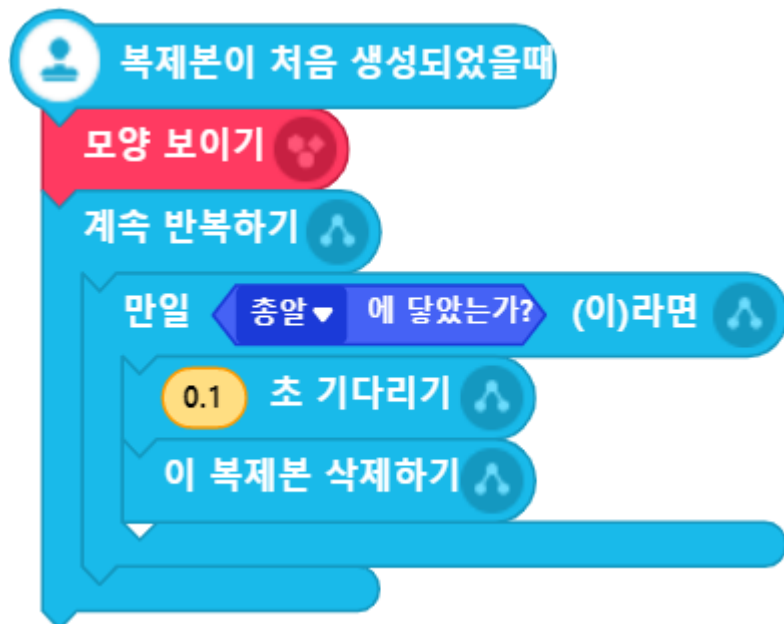 복제본이 처음 생성되었을때
모양 보이기
계속 반복하기
만일 총알 에 닿았는가? (이)라면
0.1 초 기다리기
이 복제본 삭제하기